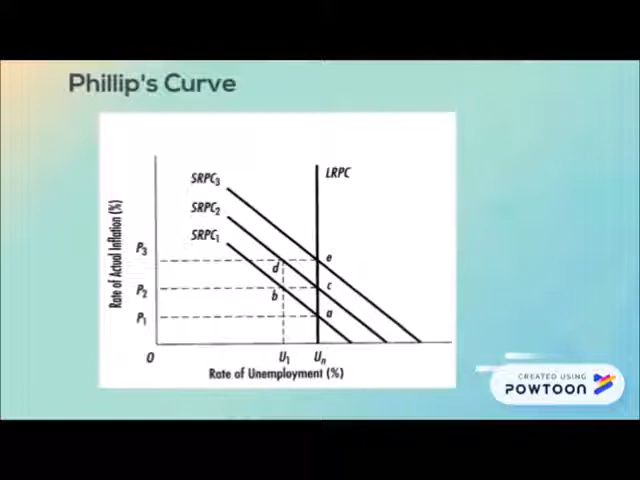 Phillip's Curve
SRPC3
LRPC
SRPC2
SRPC1
Rate of Actual Inflation (%)
P3
e
d
P2
c
b
P1
a
O
U1
Un
Rate of Unemployment (%)
CREATED USING
POWTOON